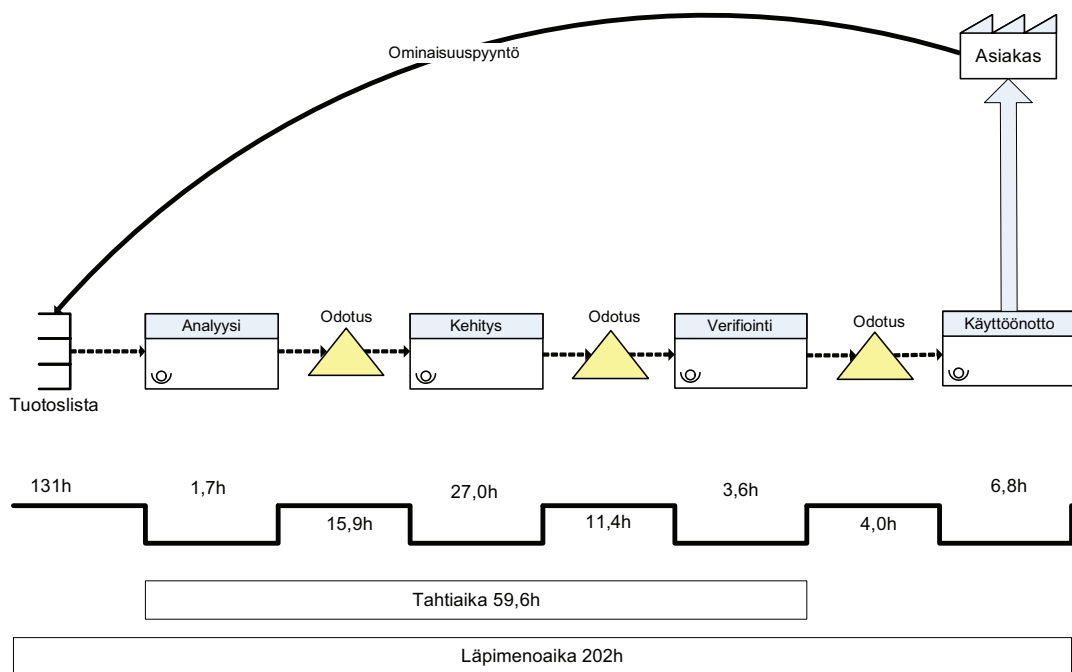 Ominaisuuspyyntö
Asiakas
Analyysi
Odotus
Kehitys
Odotus
Verifiointi
Odotus
Käyttöönotto
Tuotoslista
131h
1,7h
15,9h
27,0h
11,4h
3,6h
4,0h
6,8h
Tahtiaika 59,6h
Läpimenoaika 202h